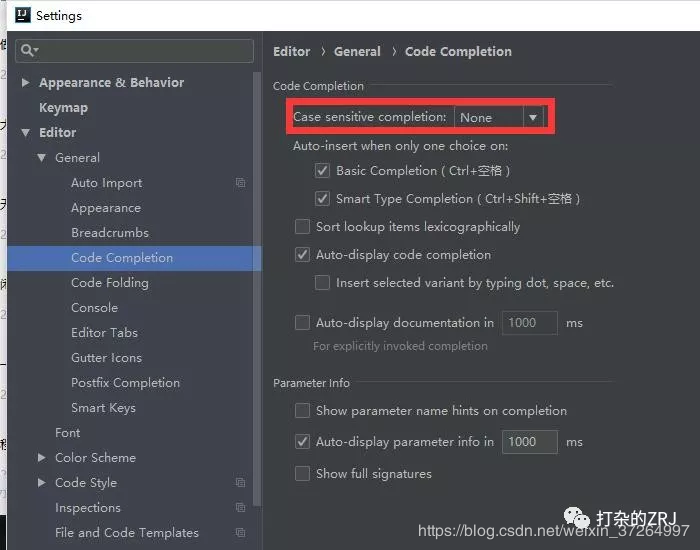 Settings
Editor › General › Code Completion
Appearance & Behavior
Keymap
Editor
General
Auto Import
Appearance
Breadcrumbs
Code Completion
Code Folding
Console
Editor Tabs
Gutter Icons
Postfix Completion
Smart Keys
Font
Color Scheme
Code Style
Inspections
File and Code Templates
Code Completion
Case sensitive completion: None
Auto-insert when only one choice on:
Basic Completion ( Ctrl+空格 )
Smart Type Completion ( Ctrl+Shift+空格 )
Sort lookup items lexicographically
Auto-display code completion
Insert selected variant by typing dot, space, etc.
Auto-display documentation in 1000 ms
For explicitly invoked completion
Parameter Info
Show parameter name hints on completion
Auto-display parameter info in 1000 ms
Show full signatures
打杂的ZRJ
https://blog.csdn.net/weixin_37264997